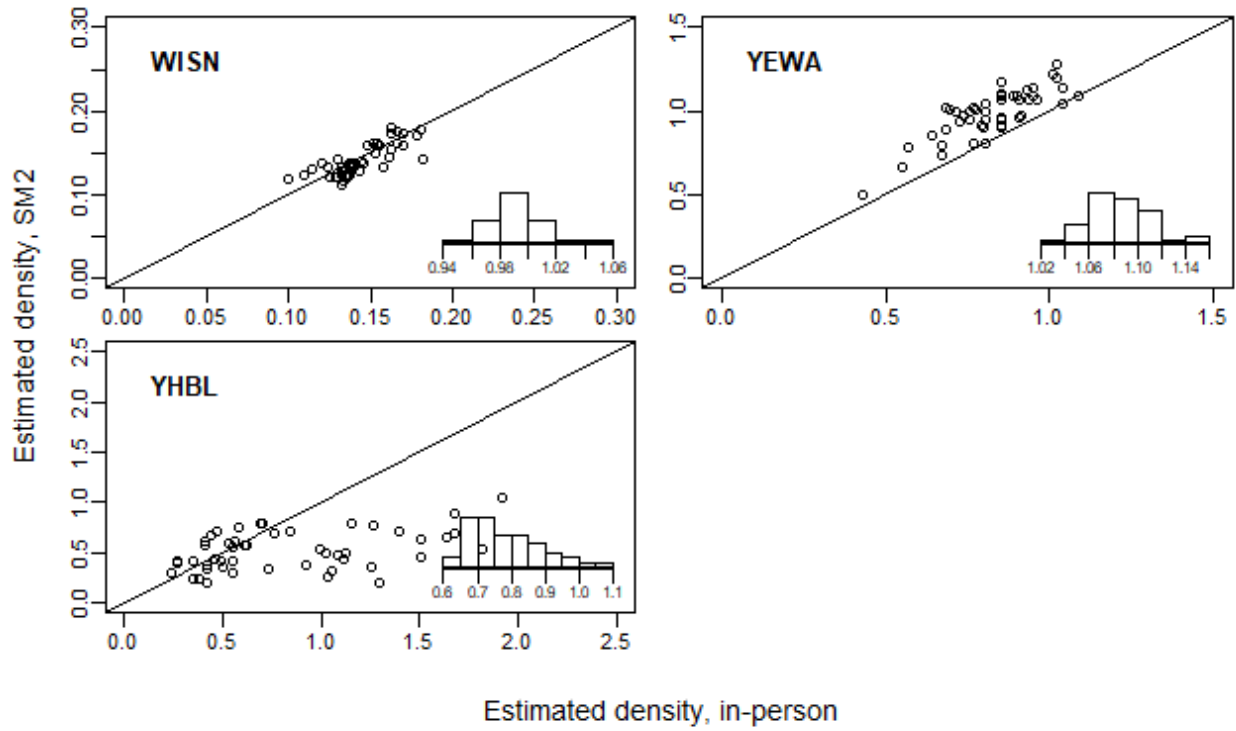 WISN
0.00 0.10 0.20 0.30
0.94 0.98 1.02 1.06
0.00 0.05 0.10 0.15 0.20 0.25 0.30
YEWA
0.0 0.5 1.0 1.5
1.02 1.06 1.10 1.14
0.0 0.5 1.0 1.5
Estimated density, SM2
YHBL
0.0 0.5 1.0 1.5 2.0 2.5
0.6 0.7 0.8 0.9 1.0 1.1
0.0 0.5 1.0 1.5 2.0 2.5
Estimated density, in-person